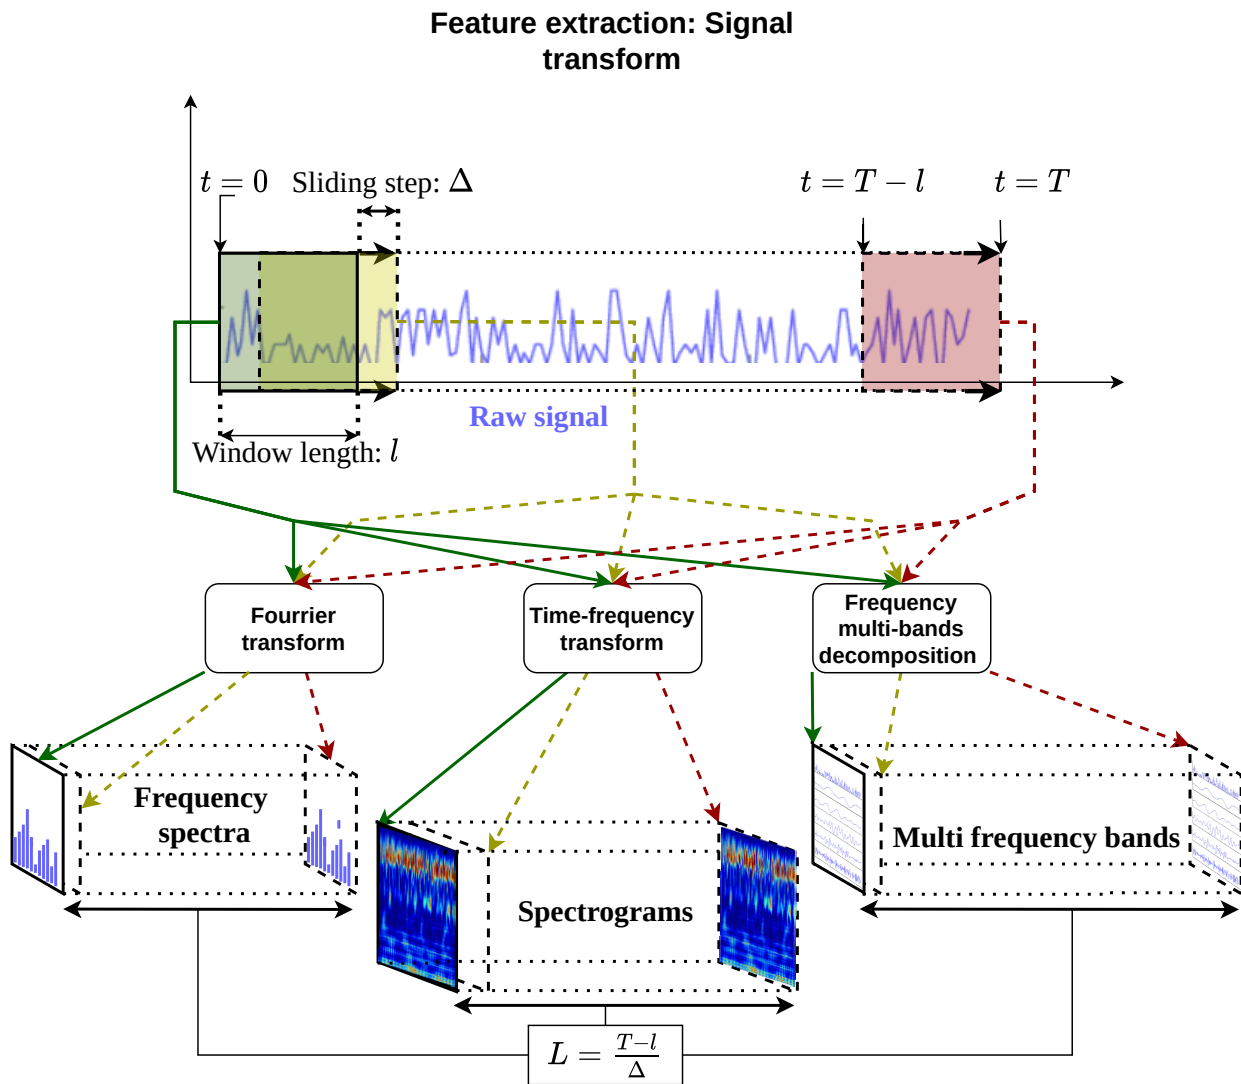 Feature extraction: Signal
transform
t = 0
Sliding step: Δ
t = T − l
t = T
Raw signal
Window length: l
Fourrier
transform
Time-frequency
transform
Frequency
multi-bands
decomposition
Frequency
spectra
Spectrograms
Multi frequency bands
L = \frac{T-l}{Δ}